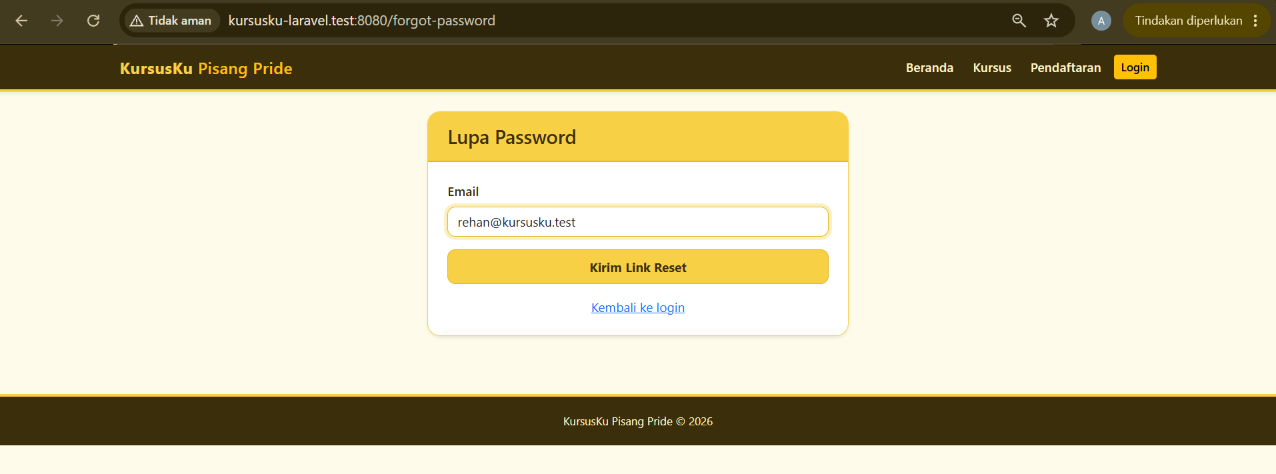 Tidak aman kursusku-laravel.test:8080/forgot-password A Tindakan diperlukan
KursusKu Pisang Pride Beranda Kursus Pendaftaran Login
Lupa Password
Email
rehan@kursusku.test
Kirim Link Reset
Kembali ke login
KursusKu Pisang Pride © 2026